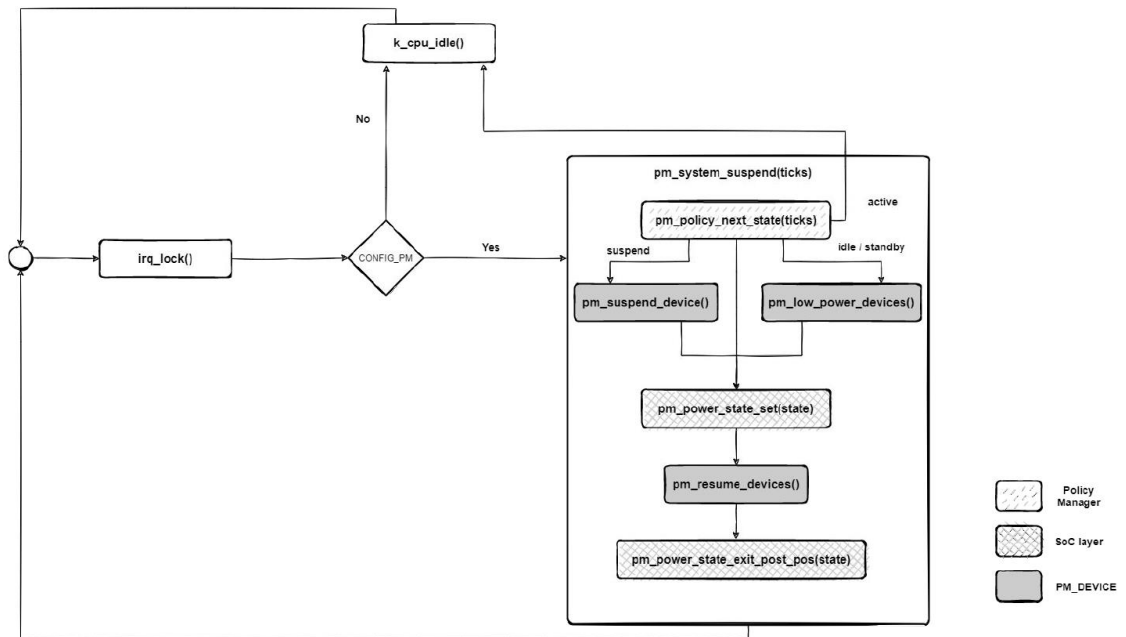 k_cpu_idle()
No
pm_system_suspend(ticks)
pm_policy_next_state(ticks)
active
suspend
idle / standby
irq_lock()
CONFIG_PM
Yes
pm_suspend_device()
pm_low_power_devices()
pm_power_state_set(state)
pm_resume_devices()
pm_power_state_exit_post_pos(state)
Policy
Manager
SoC layer
PM_DEVICE